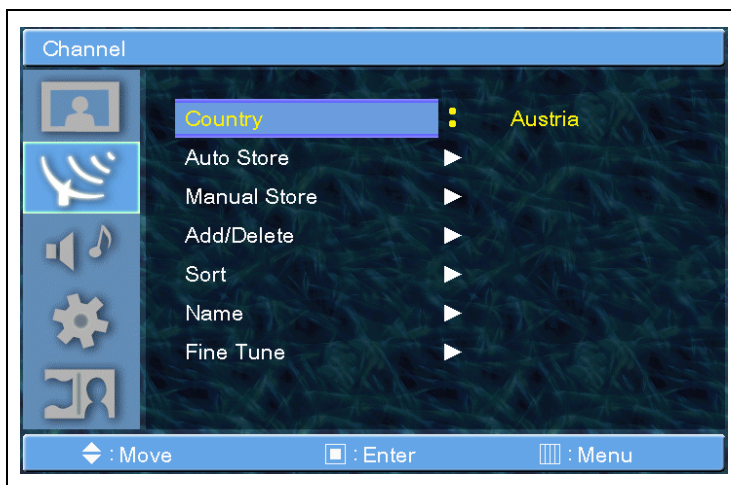 Channel
Country : Austria
Auto Store ▶
Manual Store ▶
Add/Delete ▶
Sort ▶
Name ▶
Fine Tune ▶
: Move : Enter : Menu